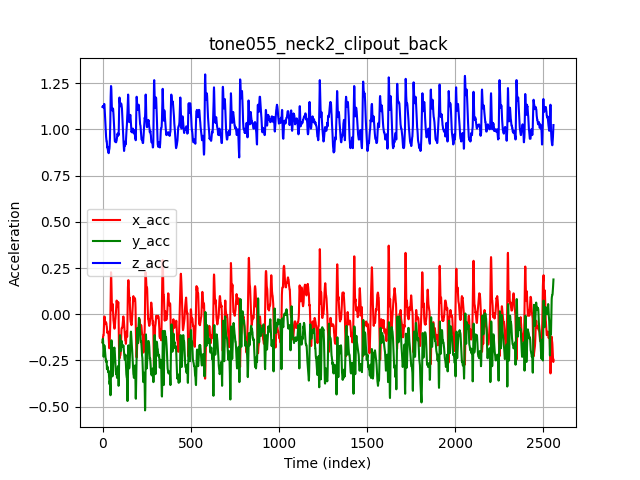 tone055_neck2_clipout_back
Acceleration
1.25
1.00
0.75
0.50
0.25
0.00
−0.25
−0.50
x_acc
y_acc
z_acc
0
500
1000
1500
2000
2500
Time (index)